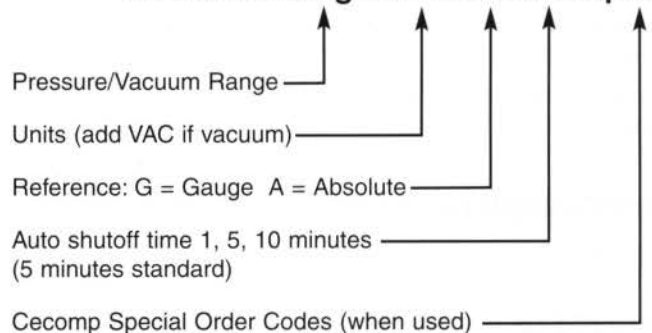 Pressure/Vacuum Range
Units (add VAC if vacuum)
Reference: G = Gauge A = Absolute
Auto shutoff time 1, 5, 10 minutes
(5 minutes standard)
Cecomp Special Order Codes (when used)